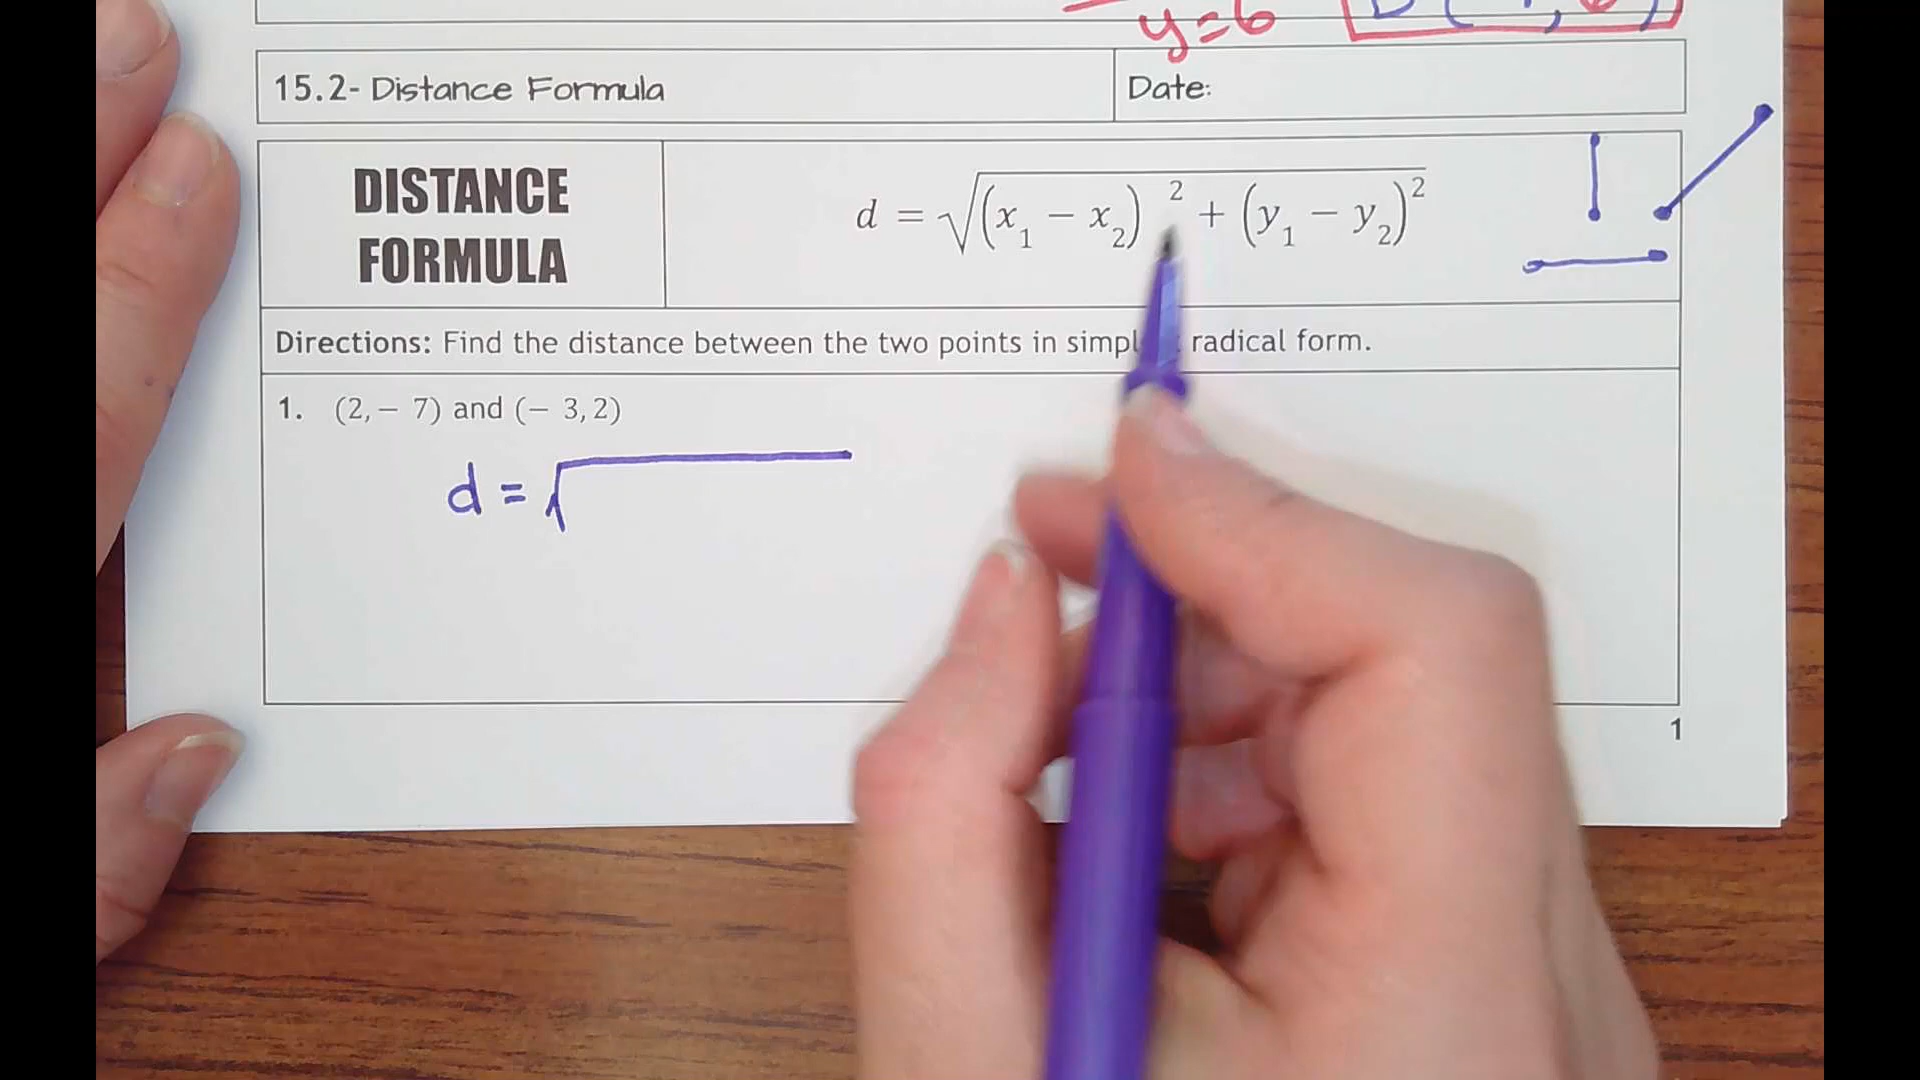 y=6
15.2- Distance Formula
Date:
DISTANCE
FORMULA
d = √(x₁ − x₂)² + (y₁ − y₂)²
Directions: Find the distance between the two points in radical form.
1. (2,− 7) and (− 3,2)
d = √
1